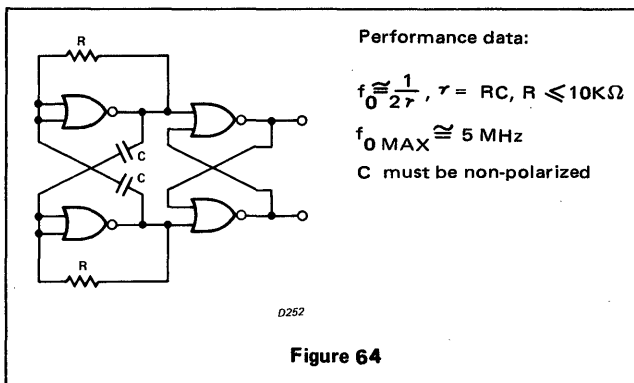 R
Performance data:
f₀ ≅ 1/2τ, τ = RC, R ⩽10KΩ
f₀ MAX ≅ 5 MHz
C must be non-polarized
C
C
R
D252
Figure 64